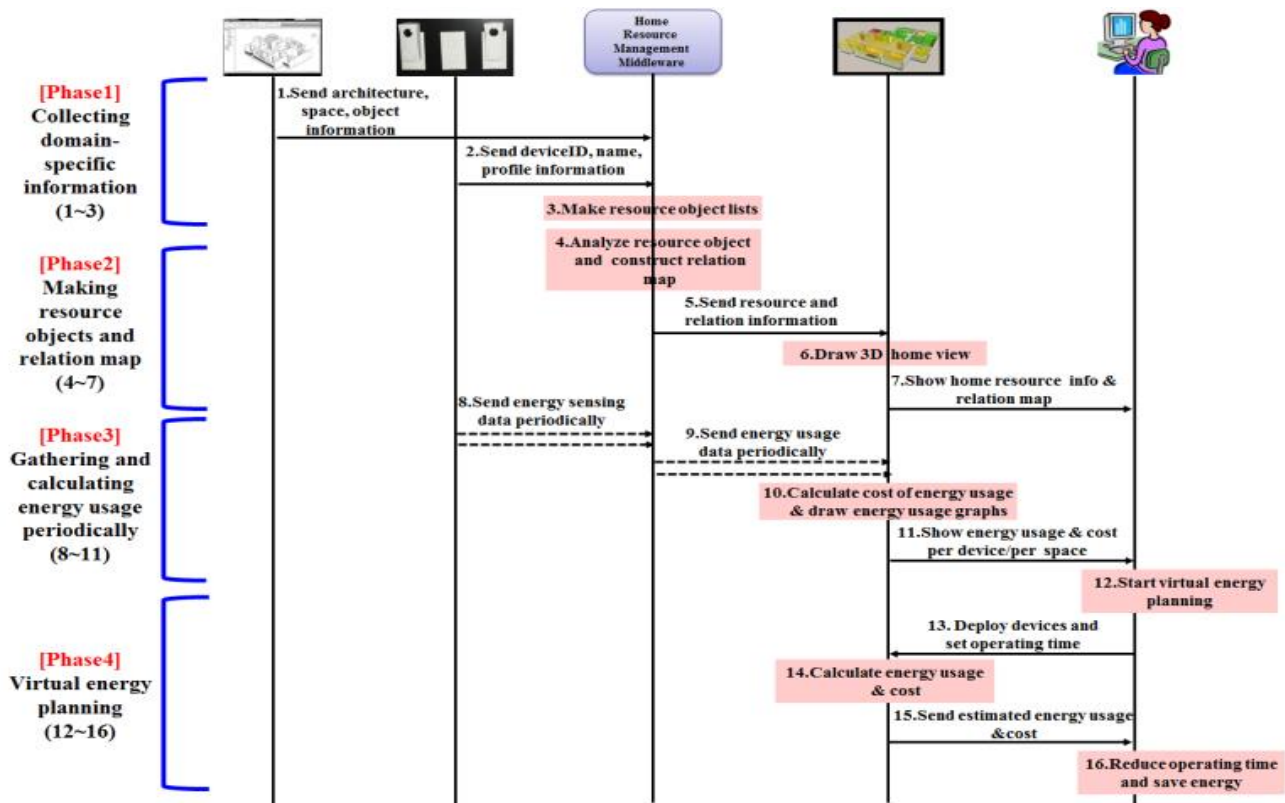 Home
Resource
Management
Middleware
[Phase1]
Collecting
domain-
specific
information
(1~3)
1.Send architecture,
space, object
information
2.Send deviceID, name,
profile information
3.Make resource object lists
[Phase2]
Making
resource
objects and
relation map
(4~7)
4.Analyze resource object
and construct relation
map
5.Send resource and
relation information
6.Draw 3D home view
7.Show home resource info &
relation map
[Phase3]
Gathering and
calculating
energy usage
periodically
(8~11)
8.Send energy sensing
data periodically
9.Send energy usage
data periodically
10.Calculate cost of energy usage
& draw energy usage graphs
11.Show energy usage & cost
per device/per space
[Phase4]
Virtual energy
planning
(12~16)
12.Start virtual energy
planning
13. Deploy devices and
set operating time
14.Calculate energy usage
& cost
15.Send estimated energy usage
&cost
16.Reduce operating time
and save energy